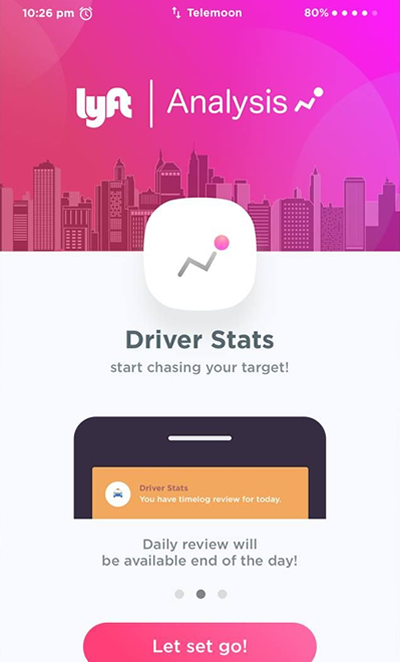 10:26 pm Telemoon 80%
lyft | Analysis
Driver Stats
start chasing your target!
Driver Stats
You have timelog review for today.
Daily review will
be available end of the day!
Let set go!